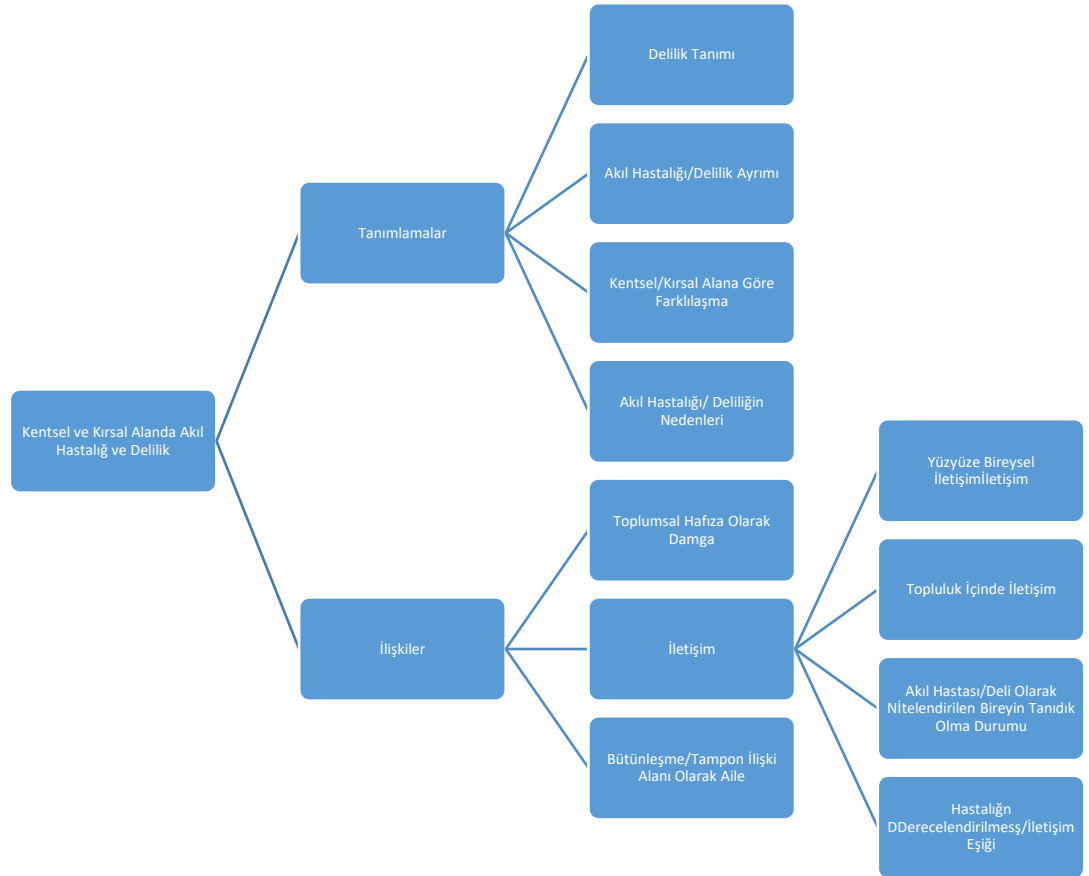 Kentsel ve Kırsal Alanda Akıl
Hastalığ ve Delilik
Tanımlamalar
Delilik Tanımı
Akıl Hastalığı/Delilik Ayrımı
Kentsel/Kırsal Alana Göre
Farklılaşma
Akıl Hastalığı/ Deliliğin
Nedenleri
İlişkiler
Toplumsal Hafıza Olarak
Damga
İletişim
Yüzyüze Bireysel
İletişimİletişim
Topluluk İçinde İletişim
Akıl Hastası/Deli Olarak
Nİtelendirilen Bireyin Tanıdık
Olma Durumu
Hastalığn
DDerecelendirilmesş/İletişim
Eşiği
Bütünleşme/Tampon İlişki
Alanı Olarak Aile